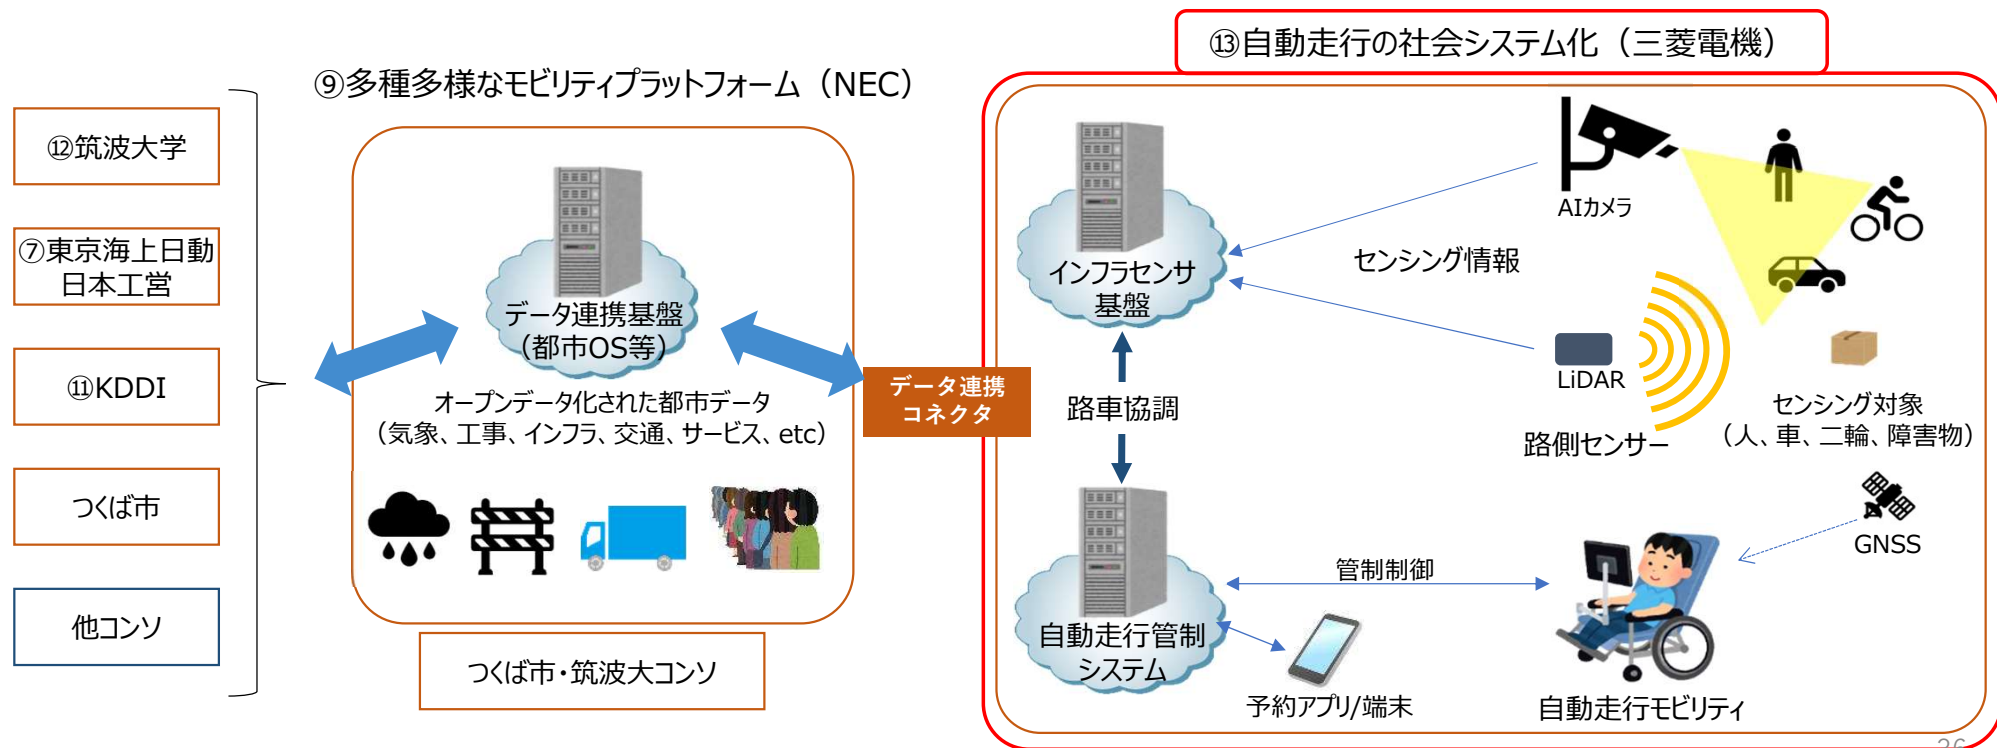 ⑬自動走行の社会システム化（三菱電機）
⑨多種多様なモビリティプラットフォーム（NEC）
⑫筑波大学
⑦東京海上日動
日本工営
⑪KDDI
つくば市
他コンソ
データ連携基盤
（都市OS等）
オープンデータ化された都市データ
（気象、工事、インフラ、交通、サービス、etc）
つくば市・筑波大コンソ
データ連携
コネクタ
インフラセンサ
基盤
路車協調
自動走行管制
システム
センシング情報
AIカメラ
LiDAR
路側センサー
センシング対象
（人、車、二輪、障害物）
GNSS
管制制御
予約アプリ/端末
自動走行モビリティ